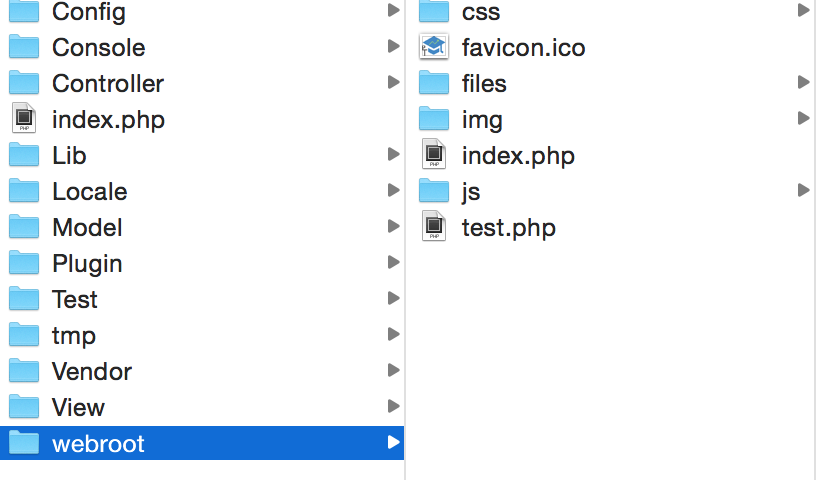 Config
Console
Controller
index.php
Lib
Locale
Model
Plugin
Test
tmp
Vendor
View
webroot
css
favicon.ico
files
img
index.php
js
test.php